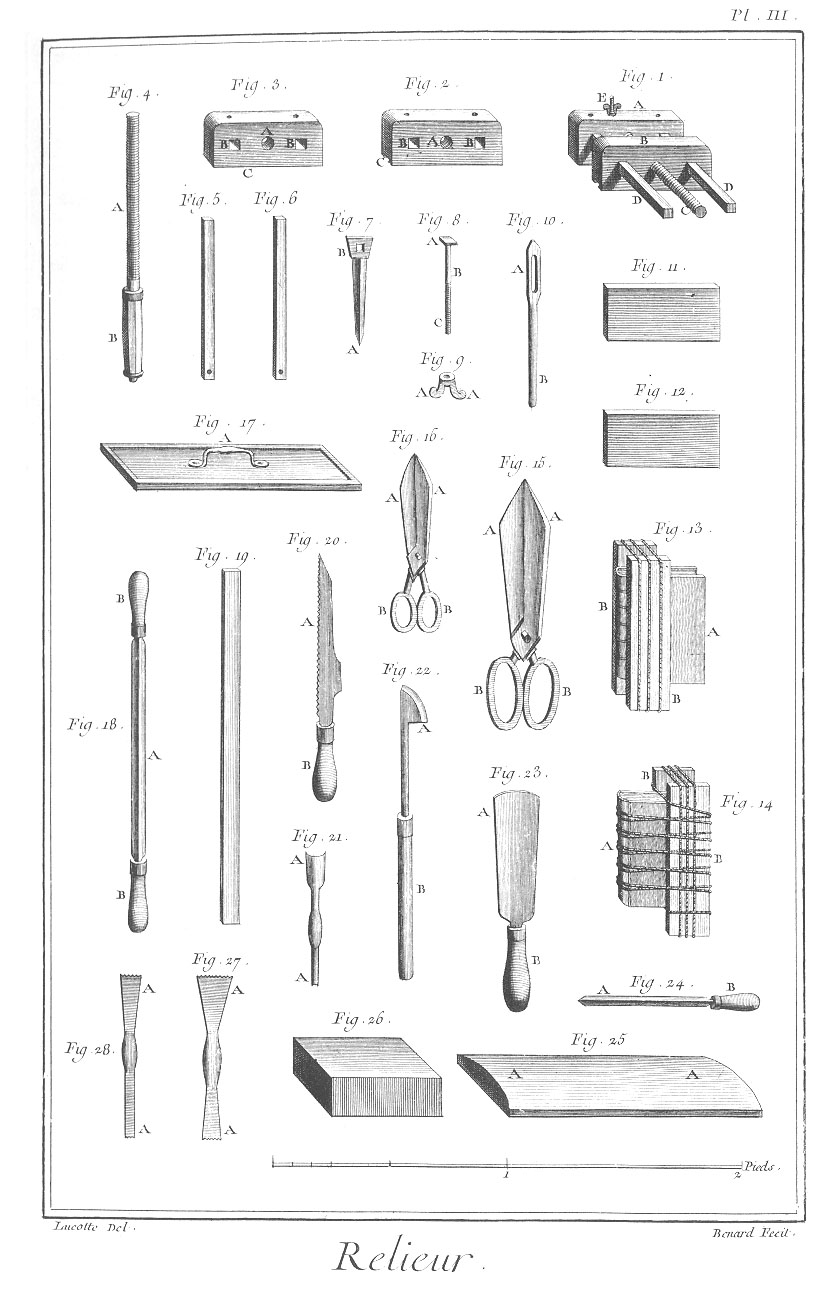 Pl. III.
Fig. 4.
A
B
Fig. 3.
A
B
B
C
Fig. 2.
B
A
B
C
Fig. 1.
E
A
B
D
D
C
Fig. 5.
Fig. 6
Fig. 7.
B
A
Fig. 8.
A
B
C
Fig. 9.
A
A
Fig. 10.
A
B
Fig. 11.
Fig. 12.
Fig. 17.
A
Fig. 16.
A
A
B
B
Fig. 15.
A
A
B
B
Fig. 13.
B
A
B
Fig. 18.
B
A
B
Fig. 19.
Fig. 20.
A
B
Fig. 22.
A
B
Fig. 21.
A
A
Fig. 23.
A
B
Fig. 14
B
A
B
Fig. 24.
A
B
Fig. 28.
A
A
Fig. 27.
A
A
Fig. 26.
Fig. 25
A
A
1
2
Pieds.
Lucotte Del.
Benard Fecit.
Relieur.